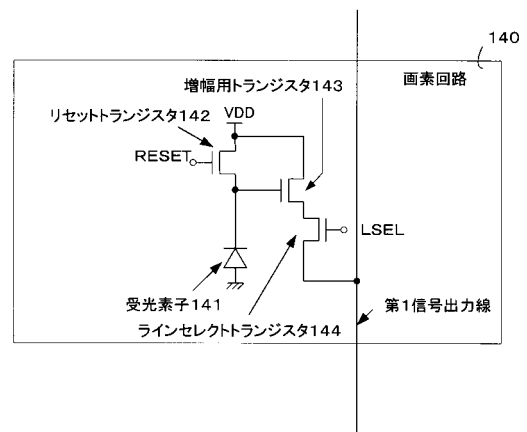 140
画素回路
増幅用トランジスタ143
リセットトランジスタ142
VDD
RESET
LSEL
受光素子141
第1信号出力線
ラインセレクトトランジスタ144